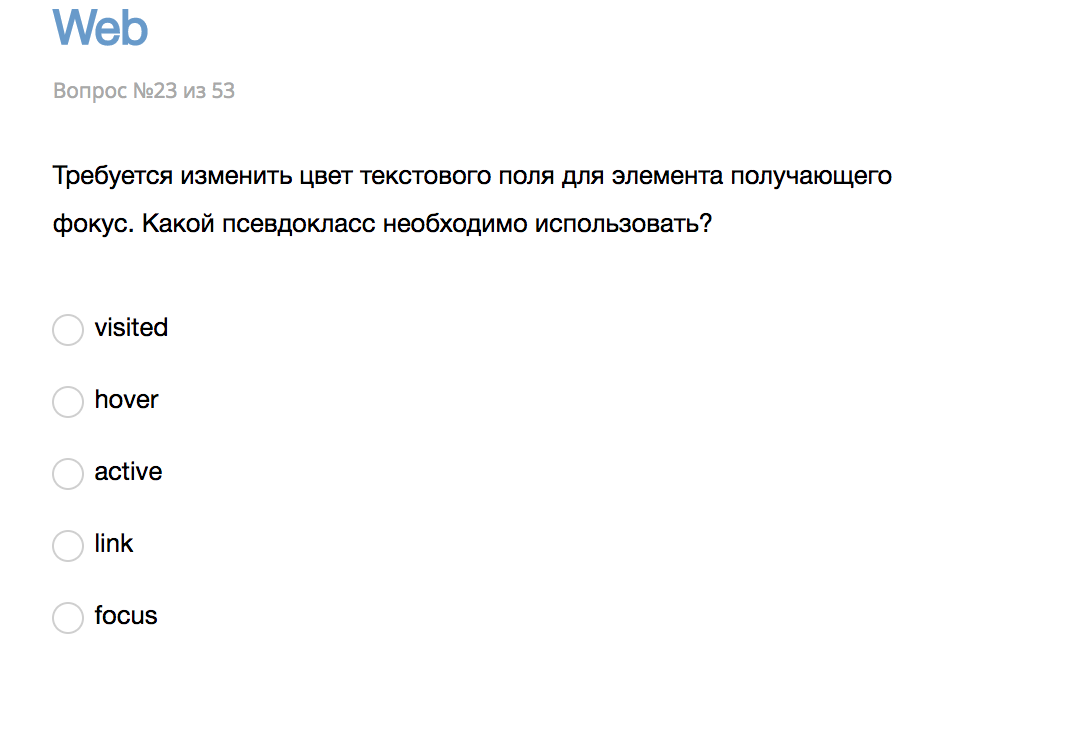 Web
Вопрос №23 из 53
Требуется изменить цвет текстового поля для элемента получающего
фокус. Какой псевдокласс необходимо использовать?
visited
hover
active
link
focus